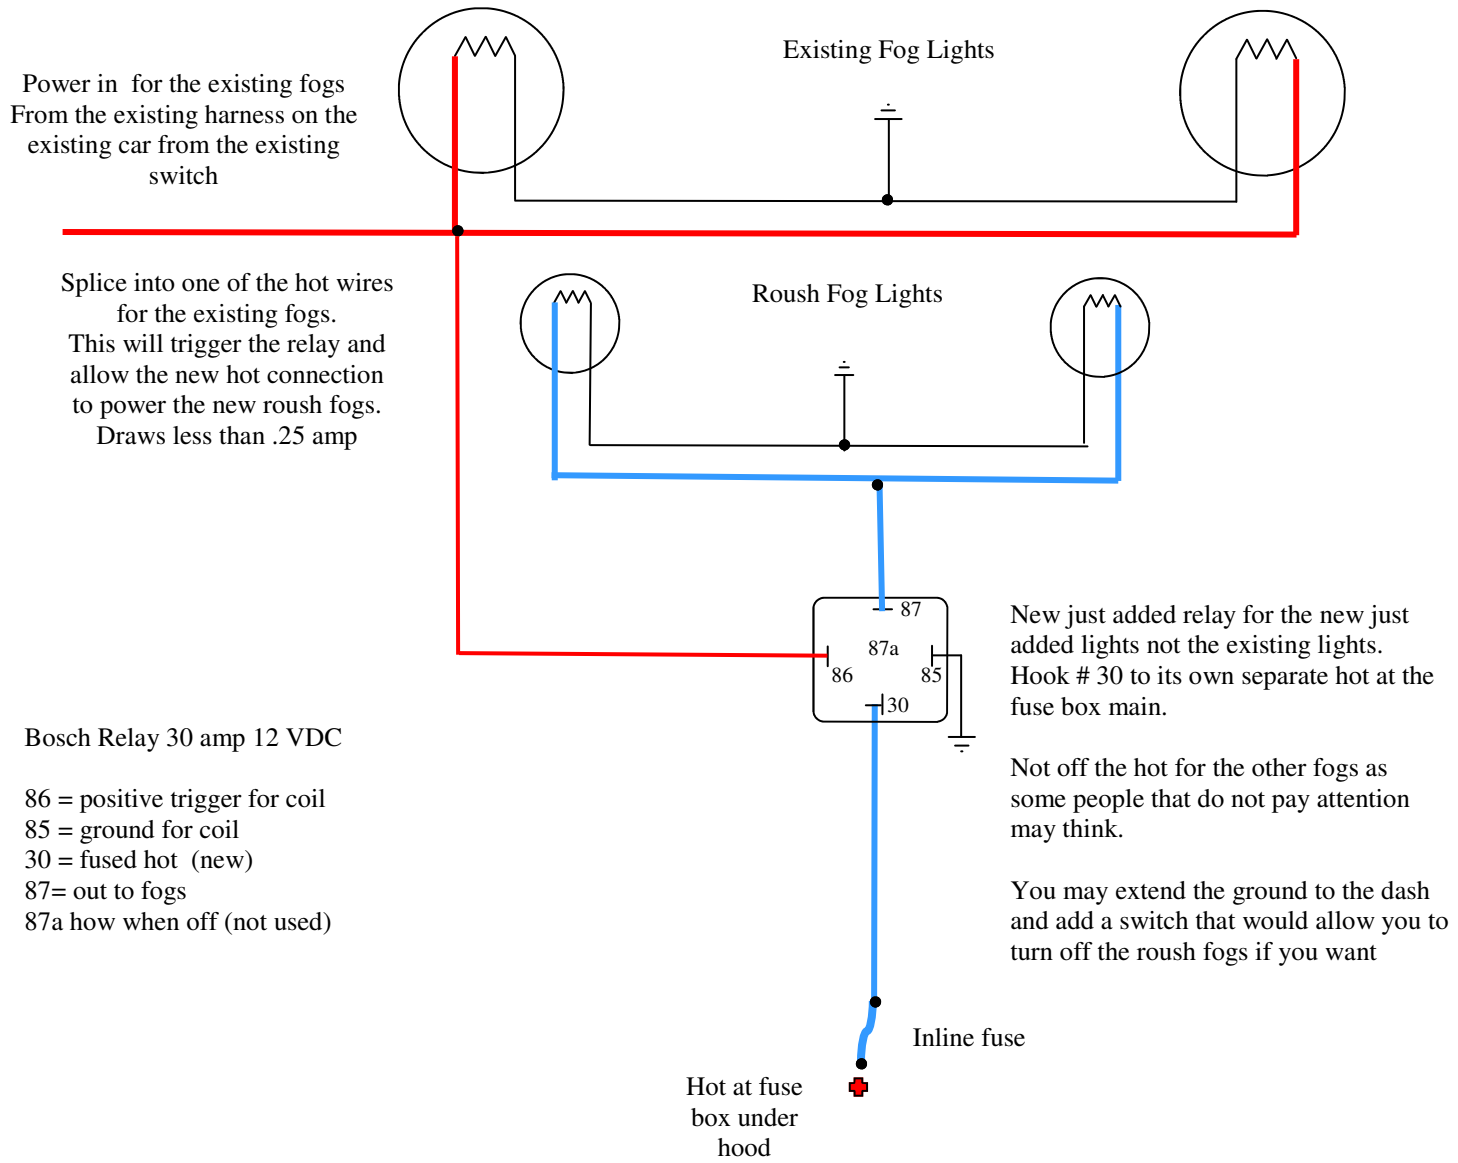 Existing Fog Lights
Power in  for the existing fogs
From the existing harness on the
existing car from the existing
switch
Splice into one of the hot wires
for the existing fogs.
This will trigger the relay and
allow the new hot connection
to power the new roush fogs.
Draws less than .25 amp
Roush Fog Lights
87
87a
86
85
30
New just added relay for the new just
added lights not the existing lights.
Hook # 30 to its own separate hot at the
fuse box main.
Not off the hot for the other fogs as
some people that do not pay attention
may think.
You may extend the ground to the dash
and add a switch that would allow you to
turn off the roush fogs if you want
Bosch Relay 30 amp 12 VDC
86 = positive trigger for coil
85 = ground for coil
30 = fused hot  (new)
87= out to fogs
87a how when off (not used)
Inline fuse
Hot at fuse
box under
hood